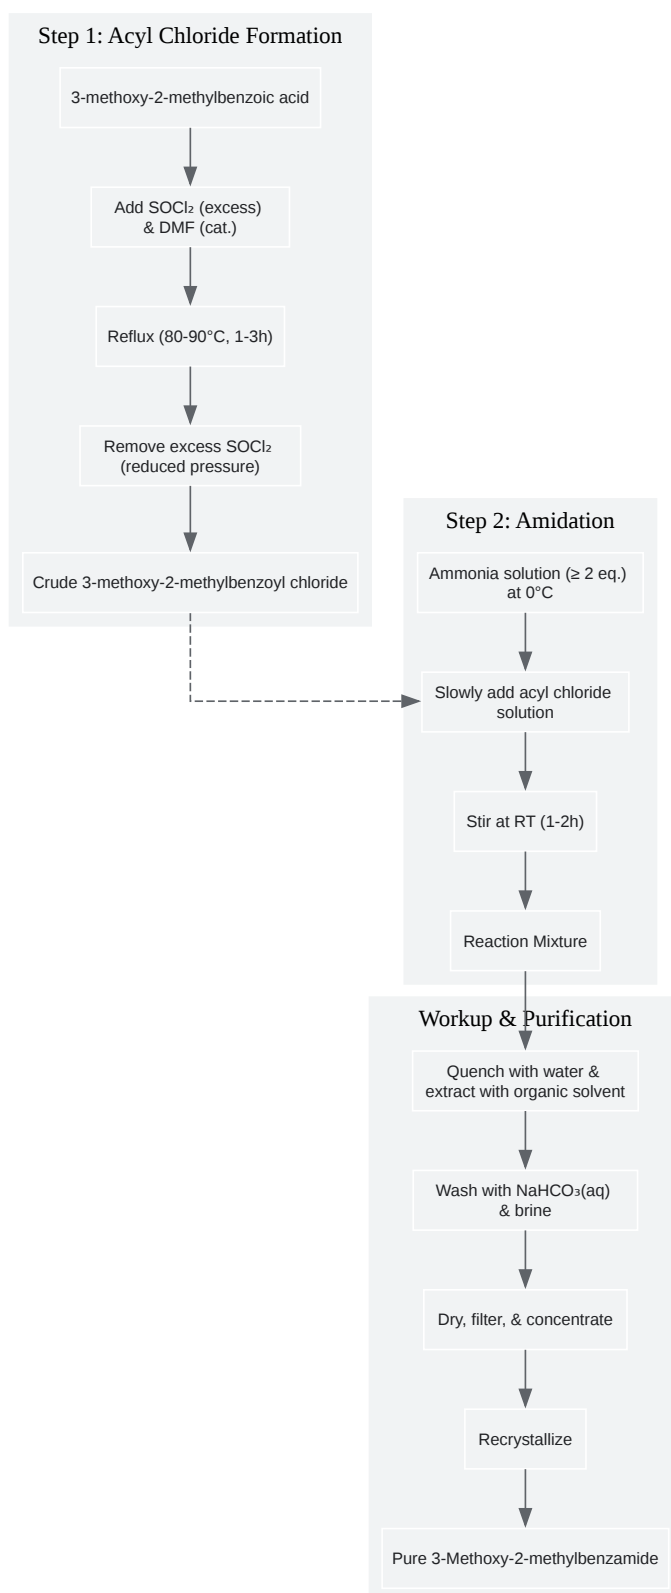 Step 1: Acyl Chloride Formation
3-methoxy-2-methylbenzoic acid
Add SOCl₂ (excess)
& DMF (cat.)
Reflux (80-90°C, 1-3h)
Remove excess SOCl₂
(reduced pressure)
Crude 3-methoxy-2-methylbenzoyl chloride
Step 2: Amidation
Ammonia solution (≥ 2 eq.)
at 0°C
Slowly add acyl chloride
solution
Stir at RT (1-2h)
Reaction Mixture
Workup & Purification
Quench with water &
extract with organic solvent
Wash with NaHCO₃(aq)
& brine
Dry, filter, & concentrate
Recrystallize
Pure 3-Methoxy-2-methylbenzamide